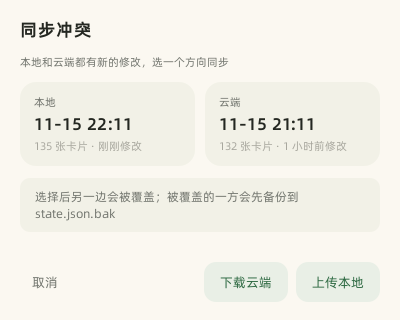 同步冲突
本地和云端都有新的修改，选一个方向同步
本地
11-15 22:11
135 张卡片 · 刚刚修改
云端
11-15 21:11
132 张卡片 · 1 小时前修改
选择后另一边会被覆盖；被覆盖的一方会先备份到
state.json.bak
取消
下载云端
上传本地